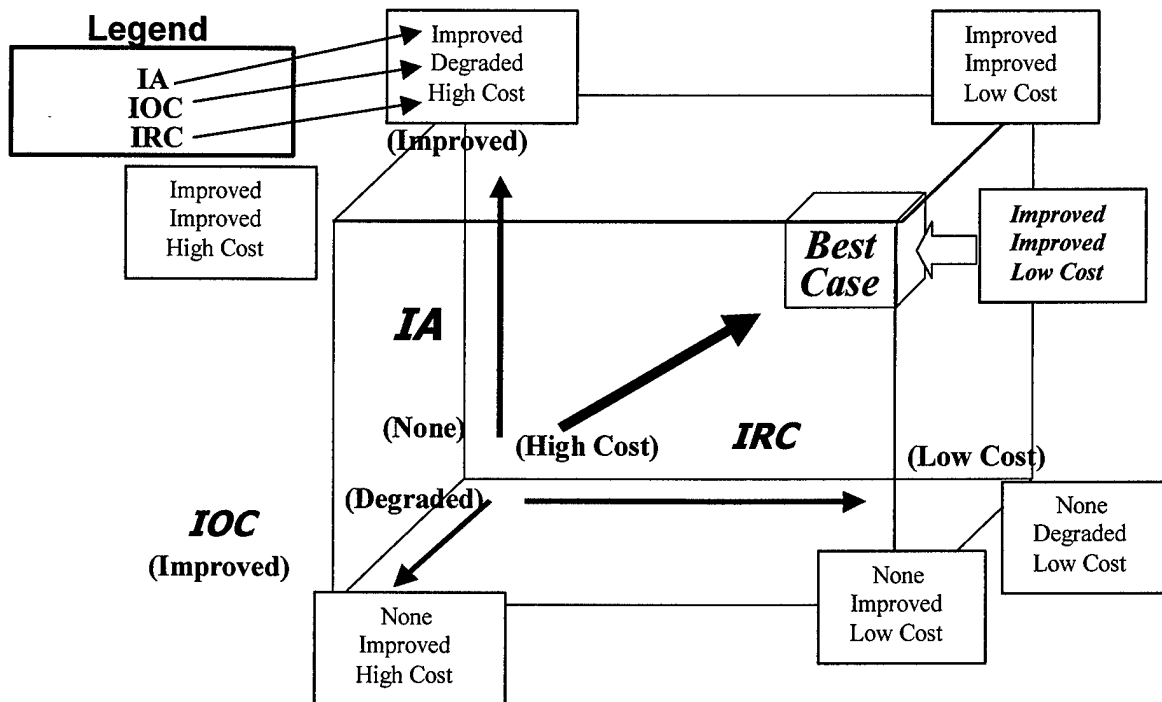 Legend
IA
IOC
IRC
Improved
Degraded
High Cost
Improved
Improved
Low Cost
(Improved)
Improved
Improved
High Cost
Best
Case
Improved
Improved
Low Cost
IA
(None)
(High Cost)
IRC
(Low Cost)
(Degraded)
IOC
(Improved)
None
Degraded
Low Cost
None
Improved
Low Cost
None
Improved
High Cost